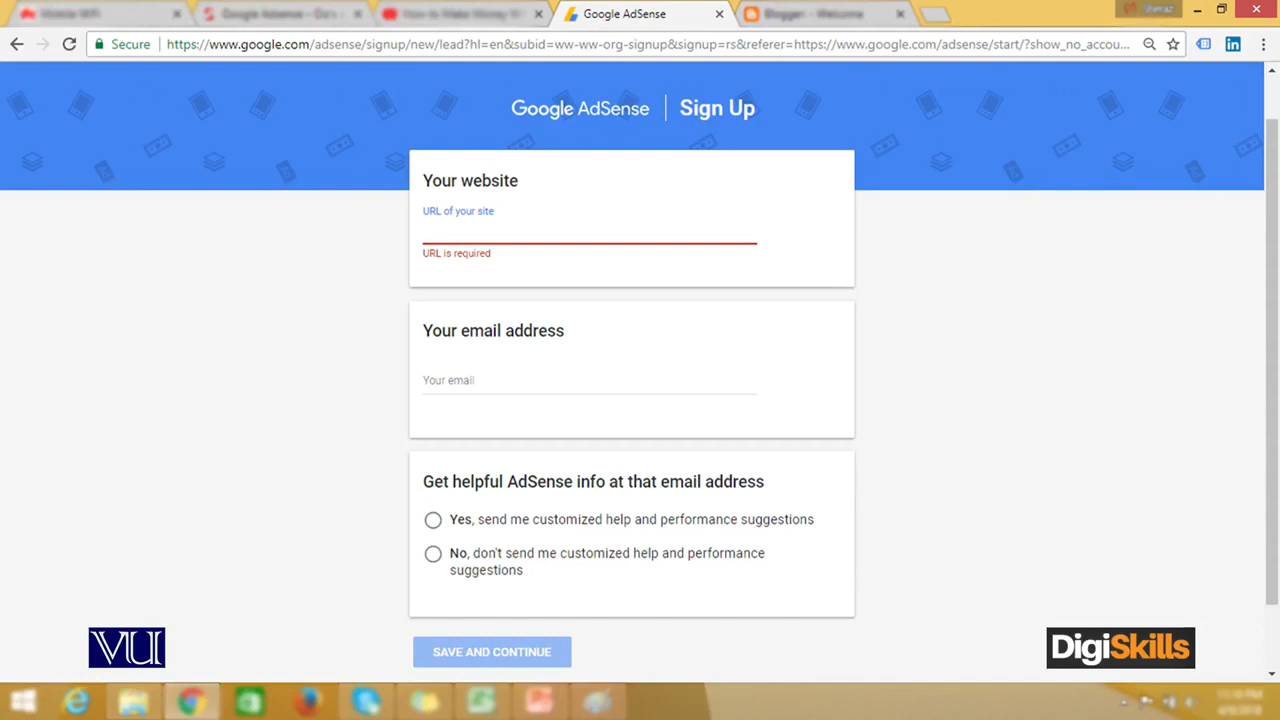 Google AdSense
Secure
https://www.google.com/adsense/signup/new/lead?hl=en&subid=ww-ww-org-signup&signup=rs&referer=https://www.google.com/adsense/start/?show_no_accou...
Google AdSense | Sign Up
Your website
URL of your site
URL is required
Your email address
Your email
Get helpful AdSense info at that email address
Yes, send me customized help and performance suggestions
No, don't send me customized help and performance
suggestions
SAVE AND CONTINUE
VU
DigiSkills